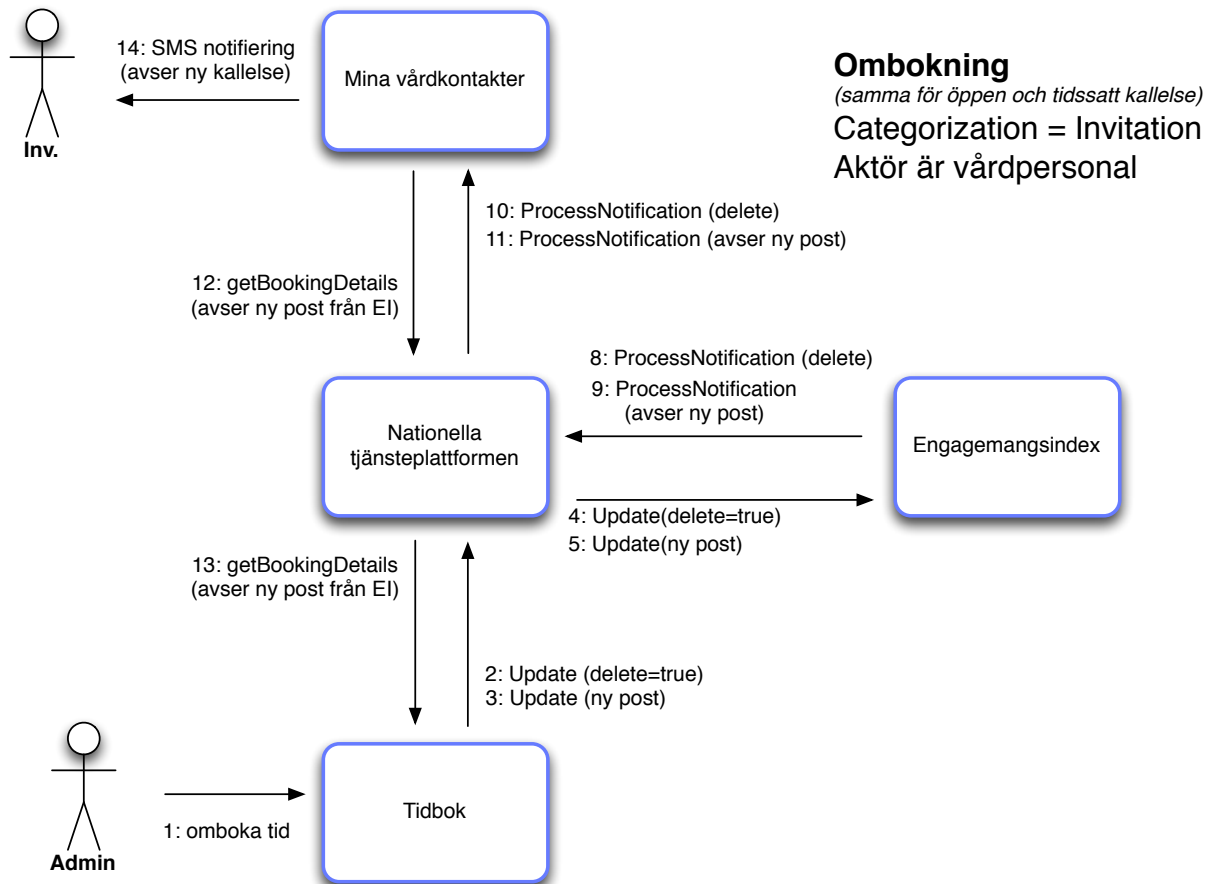 14: SMS notifiering
(avser ny kallelse)
Inv.
Mina vårdkontakter
Ombokning
(samma för öppen och tidssatt kallelse)
Categorization = Invitation
Aktör är vårdpersonal
10: ProcessNotification (delete)
11: ProcessNotification (avser ny post)
12: getBookingDetails
(avser ny post från EI)
8: ProcessNotification (delete)
9: ProcessNotification
(avser ny post)
Nationella
tjänsteplattformen
Engagemangsindex
4: Update(delete=true)
5: Update(ny post)
13: getBookingDetails
(avser ny post från EI)
2: Update (delete=true)
3: Update (ny post)
1: omboka tid
Admin
Tidbok